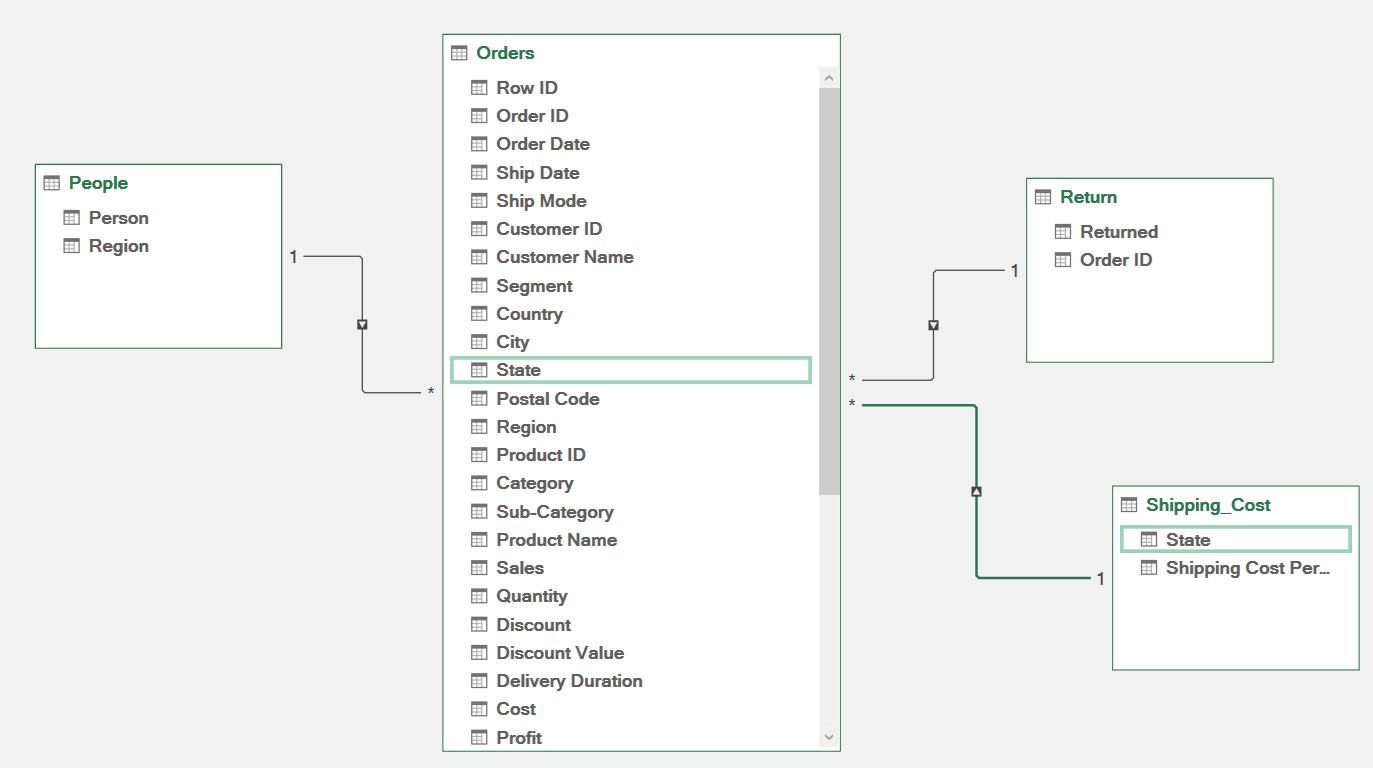 People
Person
Region
1
*
Orders
Row ID
Order ID
Order Date
Ship Date
Ship Mode
Customer ID
Customer Name
Segment
Country
City
State
Postal Code
Region
Product ID
Category
Sub-Category
Product Name
Sales
Quantity
Discount
Discount Value
Delivery Duration
Cost
Profit
*
1
Return
Returned
Order ID
*
1
Shipping_Cost
State
Shipping Cost Per...